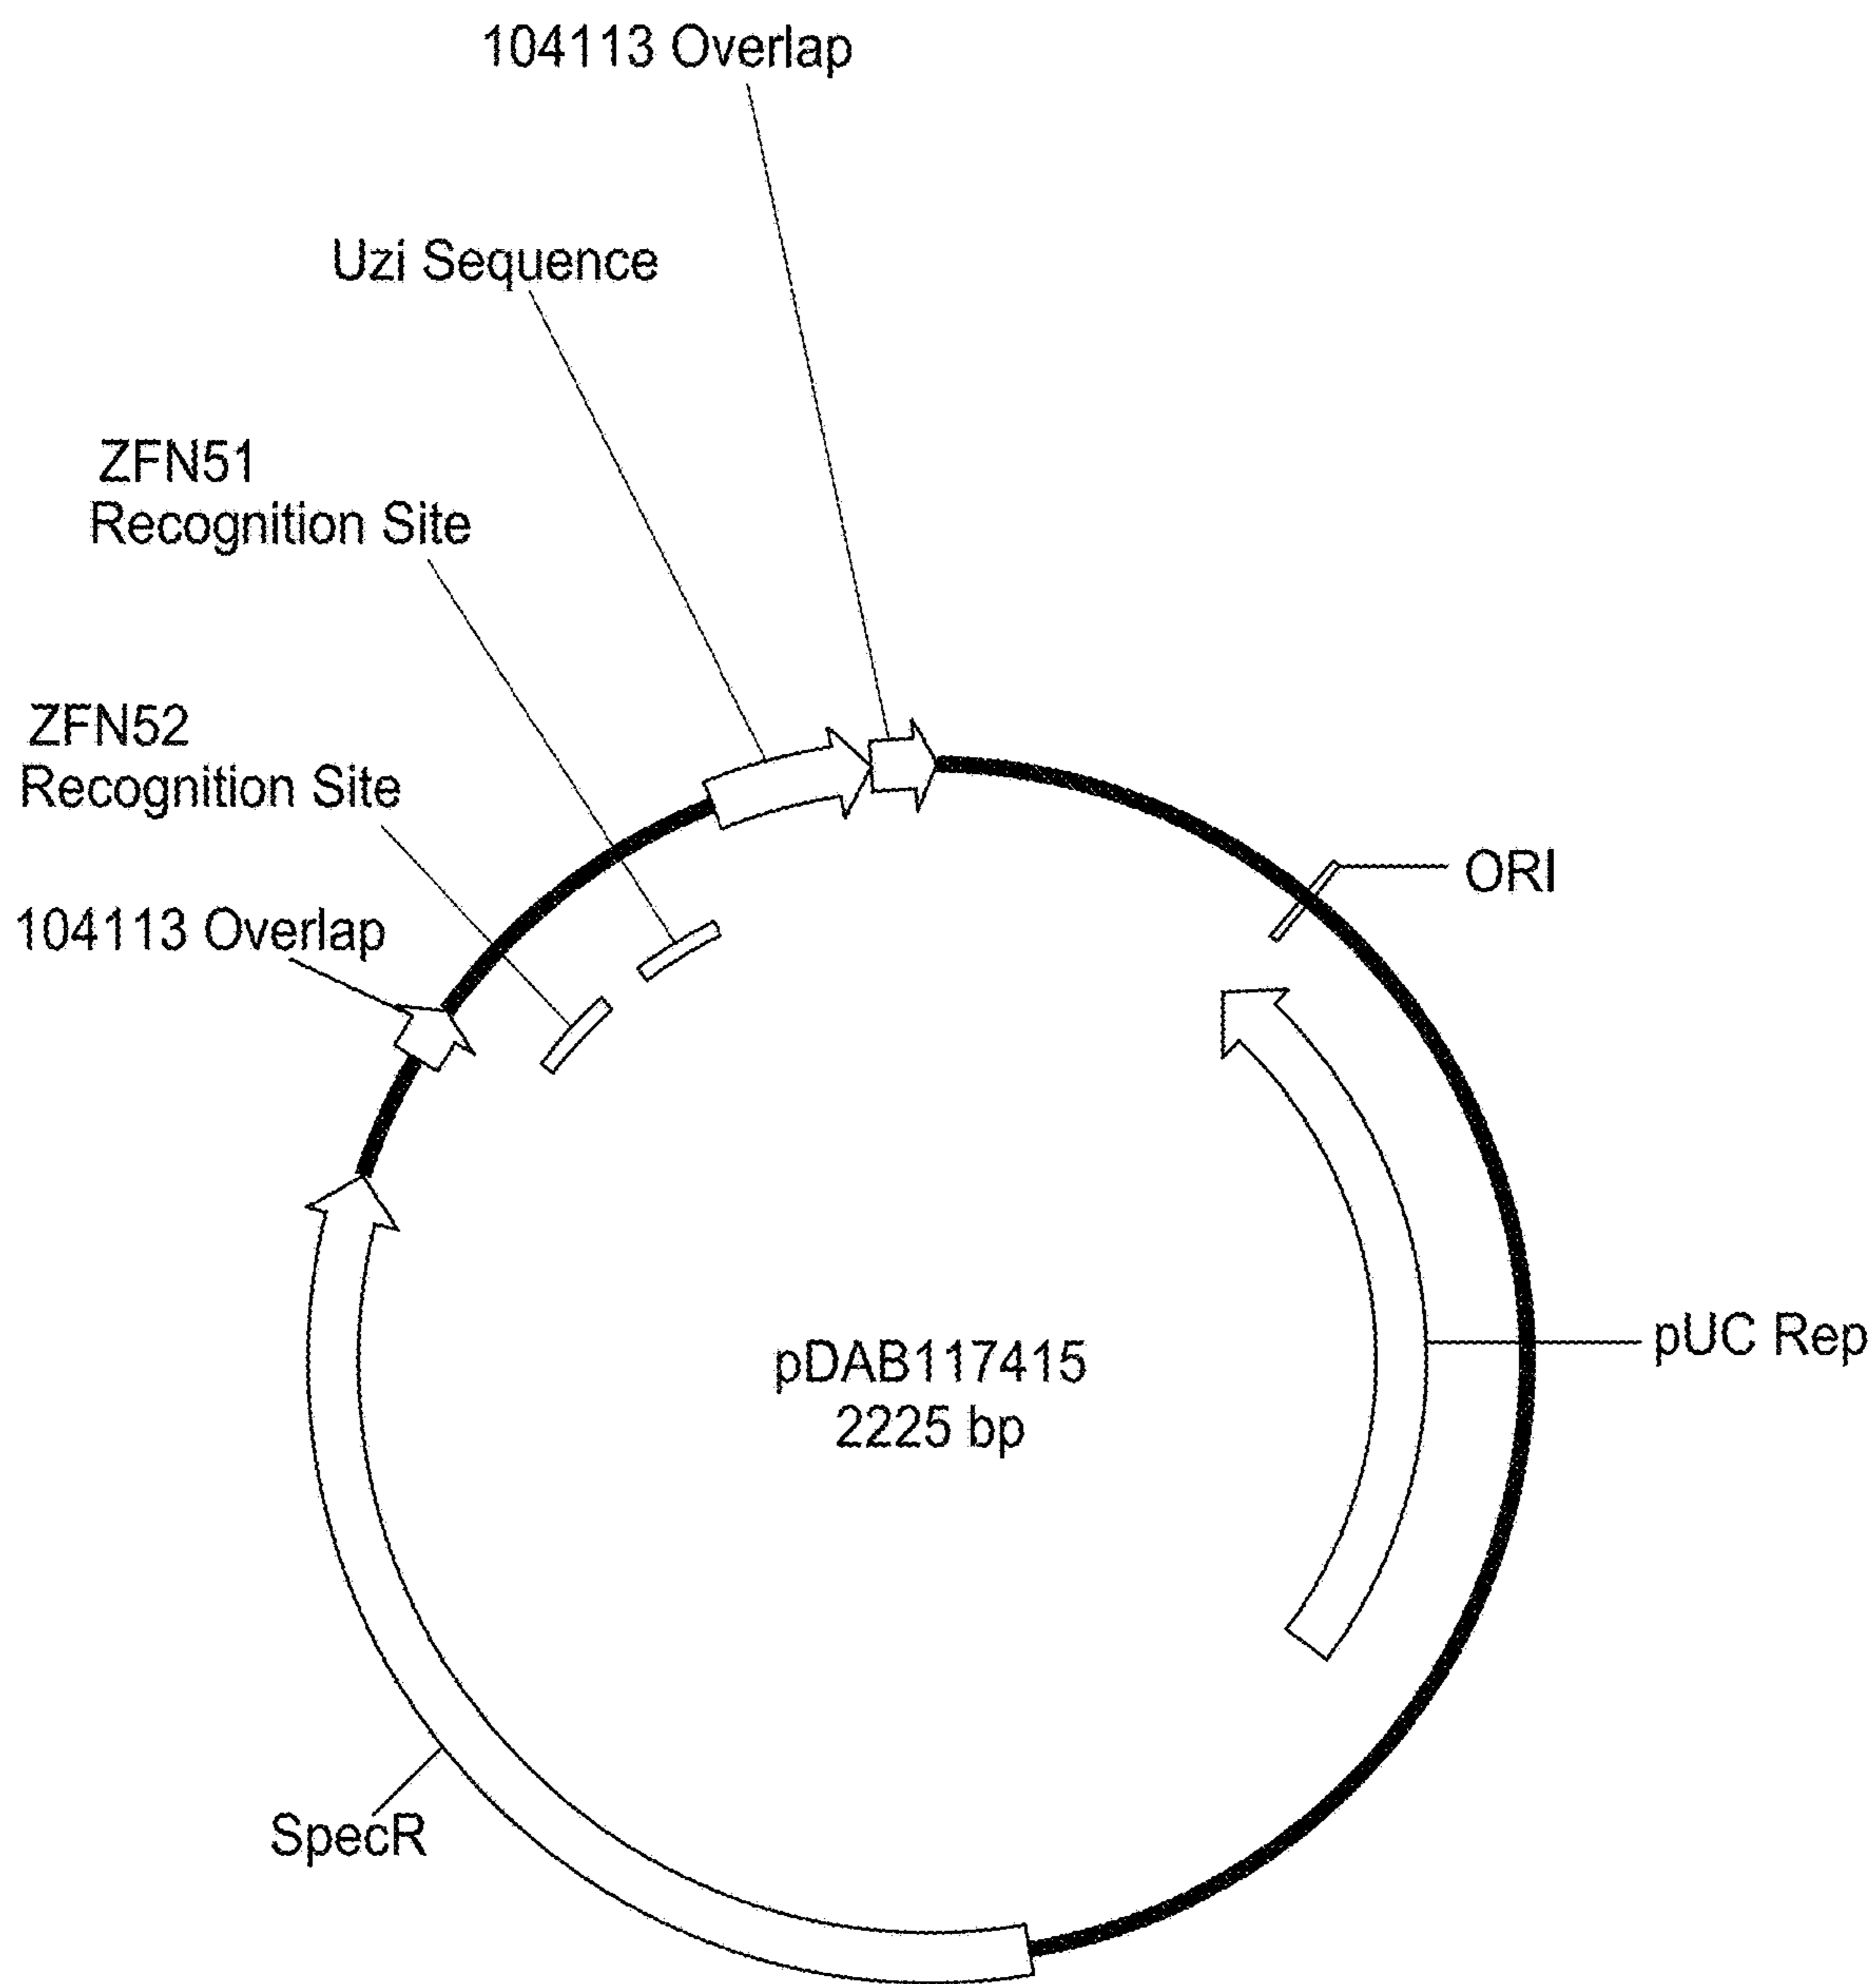 104113 Overlap
Uzi Sequence
ZFN51
Recognition Site
ZFN52
Recognition Site
104113 Overlap
ORI
pUC Rep
pDAB117415
2225 bp
SpecR